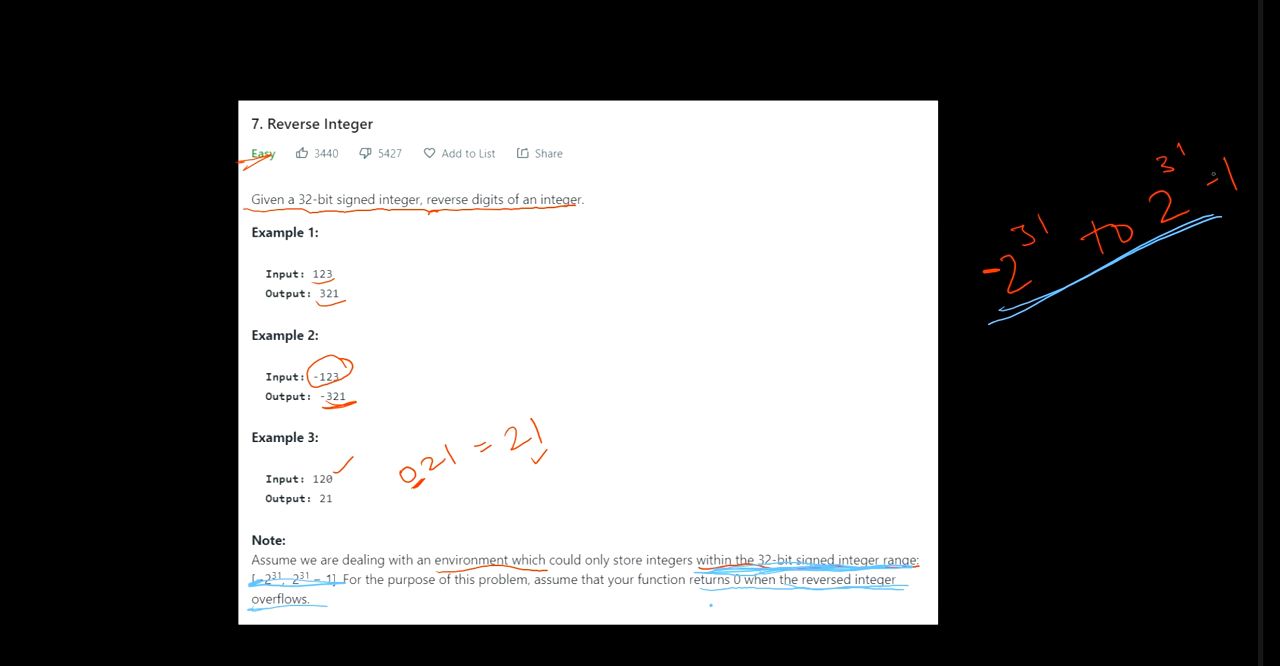 7. Reverse Integer
Easy 3440 5427 Add to List Share
Given a 32-bit signed integer, reverse digits of an integer.
Example 1:
Input: 123
Output: 321
Example 2:
Input: -123
Output: -321
Example 3:
Input: 120
Output: 21
021 = 21
Note:
Assume we are dealing with an environment which could only store integers within the 32-bit signed integer range:
[−2³¹, 2³¹ − 1]. For the purpose of this problem, assume that your function returns 0 when the reversed integer
overflows.
-2³¹ to 2³¹-1